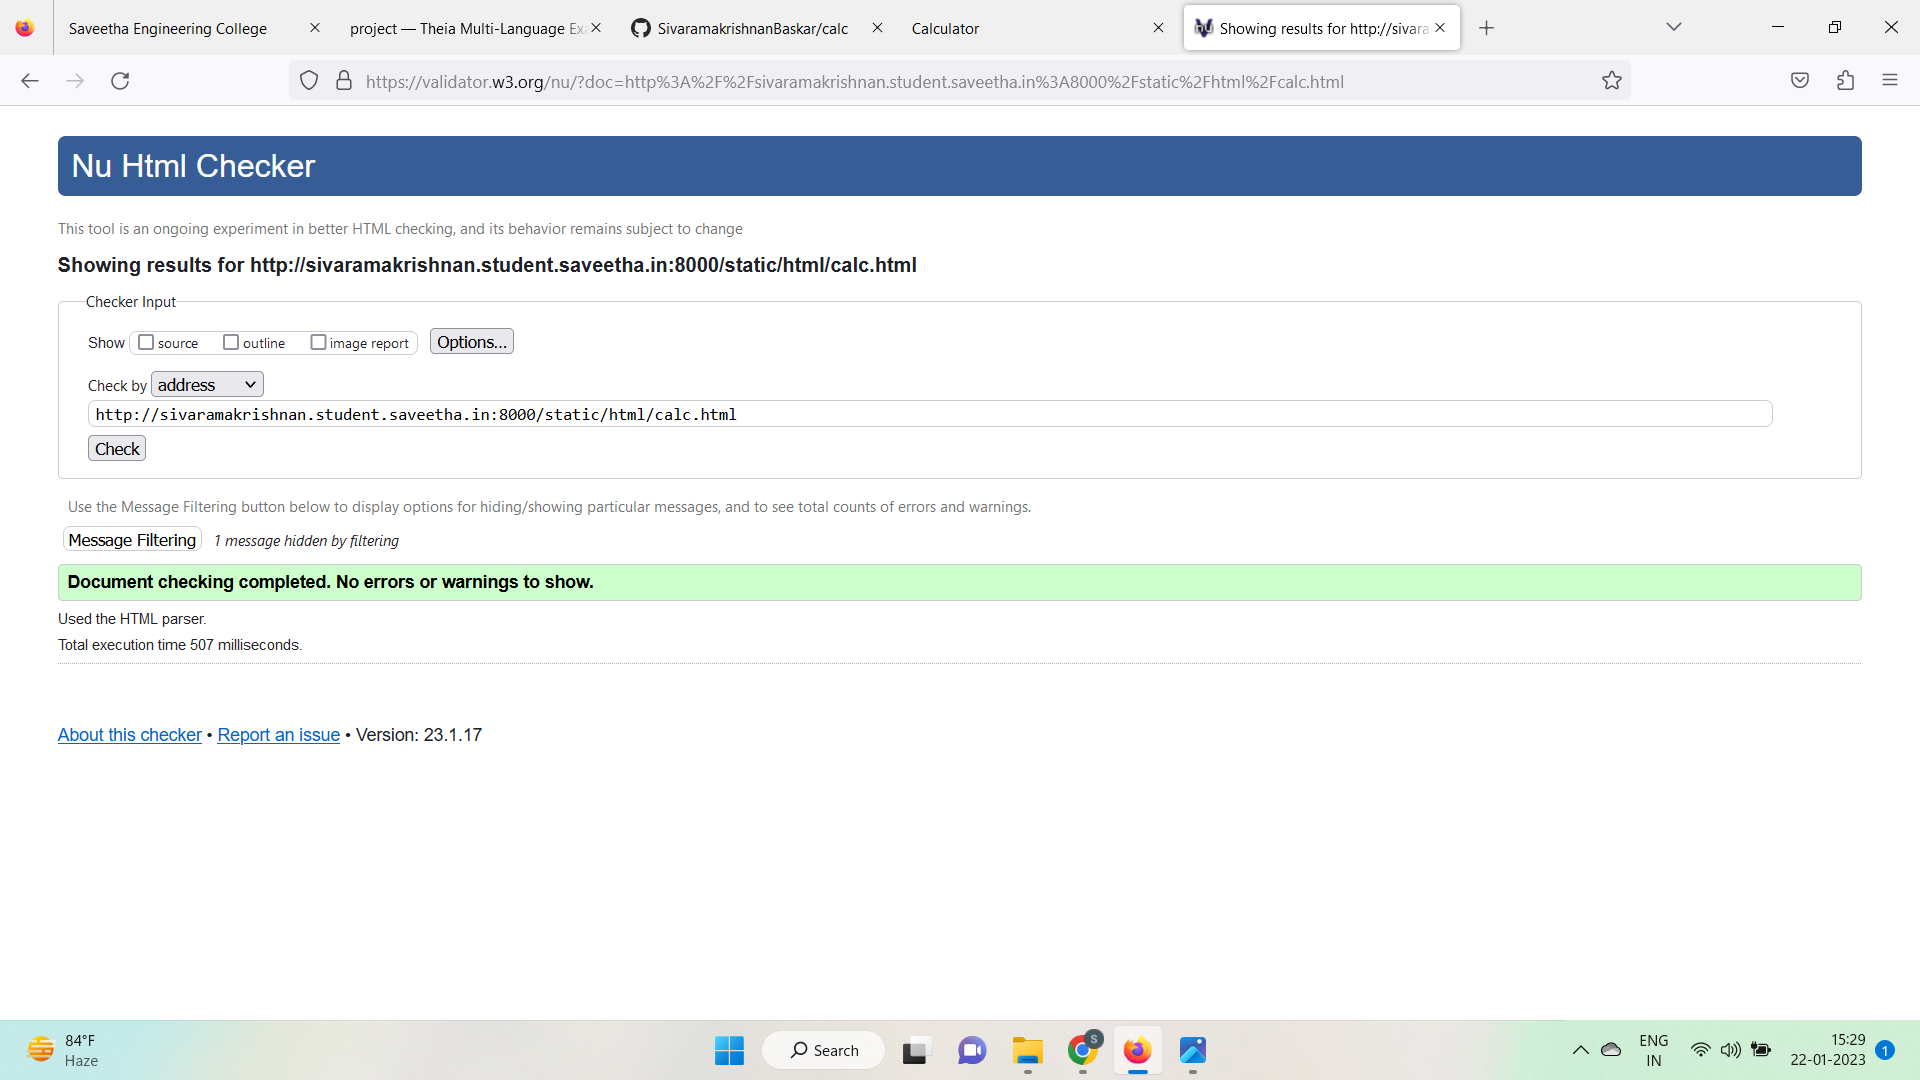 Saveetha Engineering College
project — Theia Multi-Language Exa
SivaramakrishnanBaskar/calc
Calculator
Showing results for http://sivara
https://validator.w3.org/nu/?doc=http%3A%2F%2Fsivaramakrishnan.student.saveetha.in%3A8000%2Fstatic%2Fhtml%2Fcalc.html
Nu Html Checker
This tool is an ongoing experiment in better HTML checking, and its behavior remains subject to change
Showing results for http://sivaramakrishnan.student.saveetha.in:8000/static/html/calc.html
Checker Input
Show source outline image report Options...
Check by address
http://sivaramakrishnan.student.saveetha.in:8000/static/html/calc.html
Check
Use the Message Filtering button below to display options for hiding/showing particular messages, and to see total counts of errors and warnings.
Message Filtering 1 message hidden by filtering
Document checking completed. No errors or warnings to show.
Used the HTML parser.
Total execution time 507 milliseconds.
About this checker • Report an issue • Version: 23.1.17
84°F
Haze
Search
S
ENG
IN
15:29
22-01-2023
1